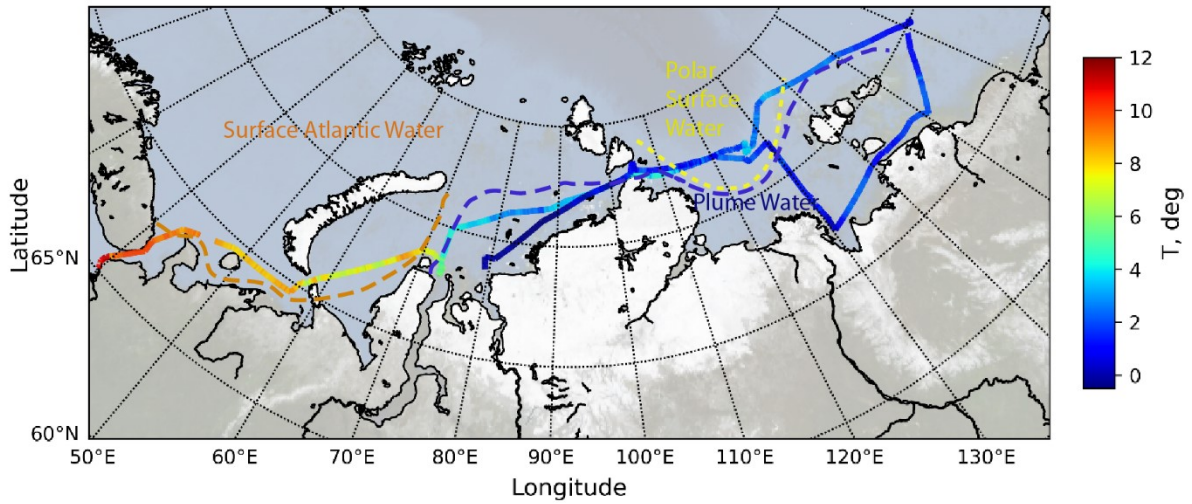 Surface Atlantic Water
Polar
Surface
Water
Plume Water
Latitude
65°N
60°N
50°E
60°E
70°E
80°E
90°E
100°E
110°E
120°E
130°E
Longitude
12
10
8
6
4
2
0
T, deg